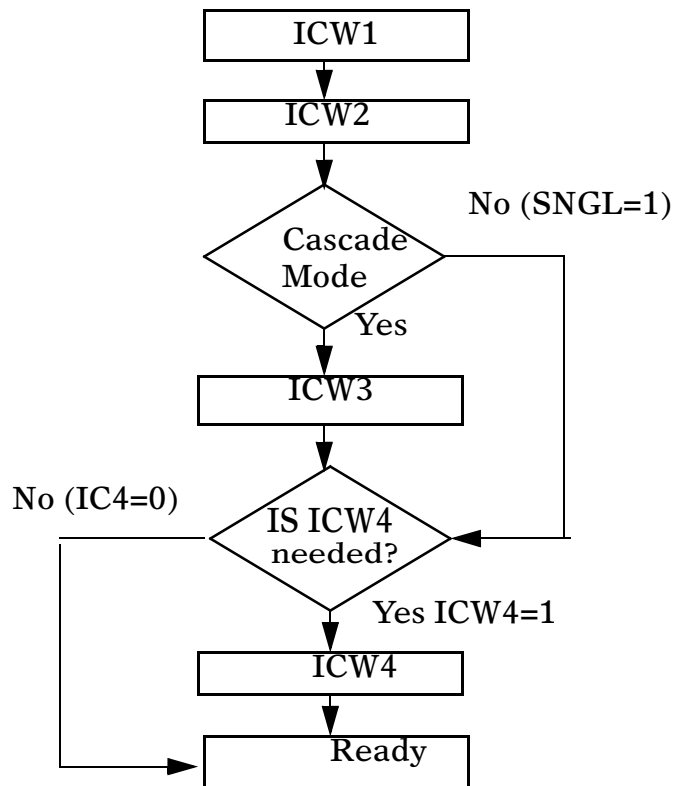 ICW1
ICW2
No (SNGL=1)
Cascade
Mode
Yes
ICW3
No (IC4=0)
IS ICW4
needed?
Yes ICW4=1
ICW4
Ready